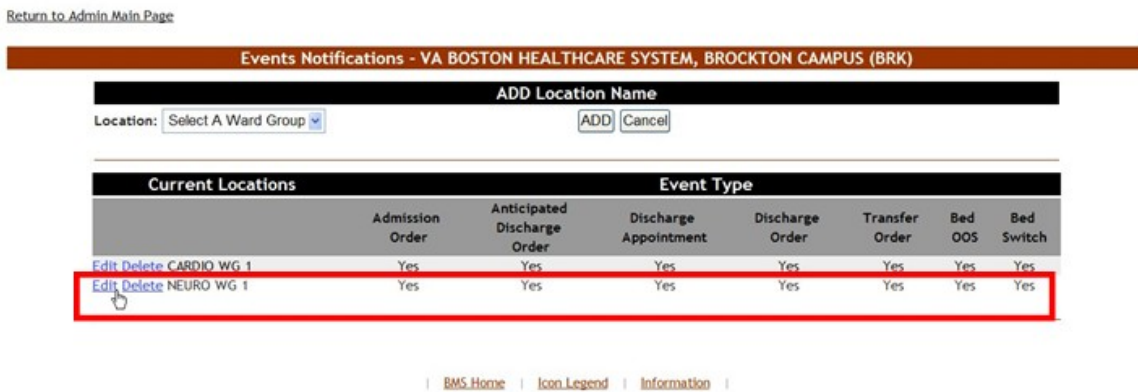 Return to Admin Main Page
Events Notifications - VA BOSTON HEALTHCARE SYSTEM, BROCKTON CAMPUS (BRK)
ADD Location Name
Location: Select A Ward Group ADD Cancel
Current Locations Event Type
Admission Order Anticipated Discharge Order Discharge Appointment Discharge Order Transfer Order Bed OOS Bed Switch
Edit Delete CARDIO WG 1 Yes Yes Yes Yes Yes Yes Yes
Edit Delete NEURO WG 1 Yes Yes Yes Yes Yes Yes Yes
| BMS Home | Icon Legend | Information |